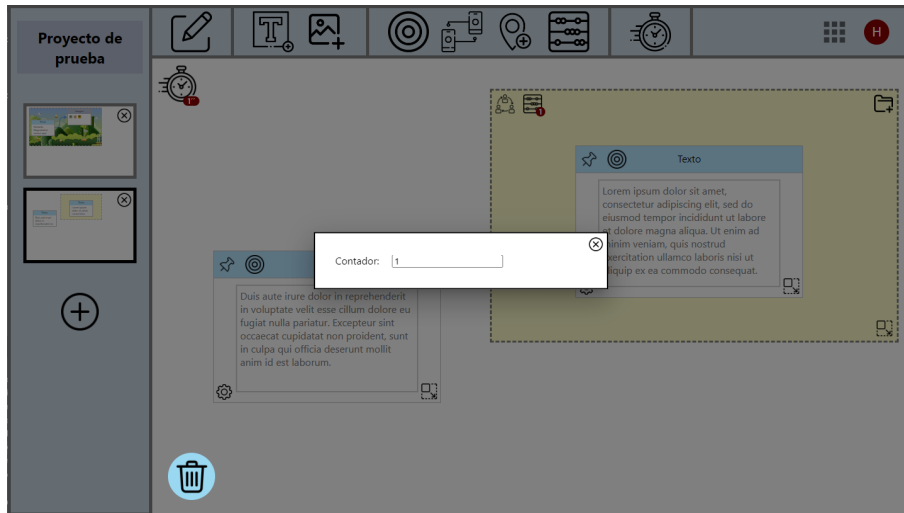 Proyecto de
prueba
H
1''
1
Texto
Lorem ipsum dolor sit amet,
consectetur adipiscing elit, sed do
eiusmod tempor incididunt ut labore
et dolore magna aliqua. Ut enim ad
minim veniam, quis nostrud
exercitation ullamco laboris nisi ut
aliquip ex ea commodo consequat.
Contador: 1
Duis aute irure dolor in reprehenderit
in voluptate velit esse cillum dolore eu
fugiat nulla pariatur. Excepteur sint
occaecat cupidatat non proident, sunt
in culpa qui officia deserunt mollit
anim id est laborum.